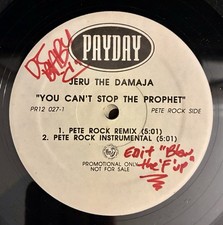 PAYDAY
JERU THE DAMAJA
"YOU CAN'T STOP THE PROPHET"
PR12 027-1
PETE ROCK SIDE
1. PETE ROCK REMIX (5:01)
2. PETE ROCK INSTRUMENTAL (5:01)
PROMOTIONAL ONLY
NOT FOR SALE
Edit "Blow
the 'F' up"